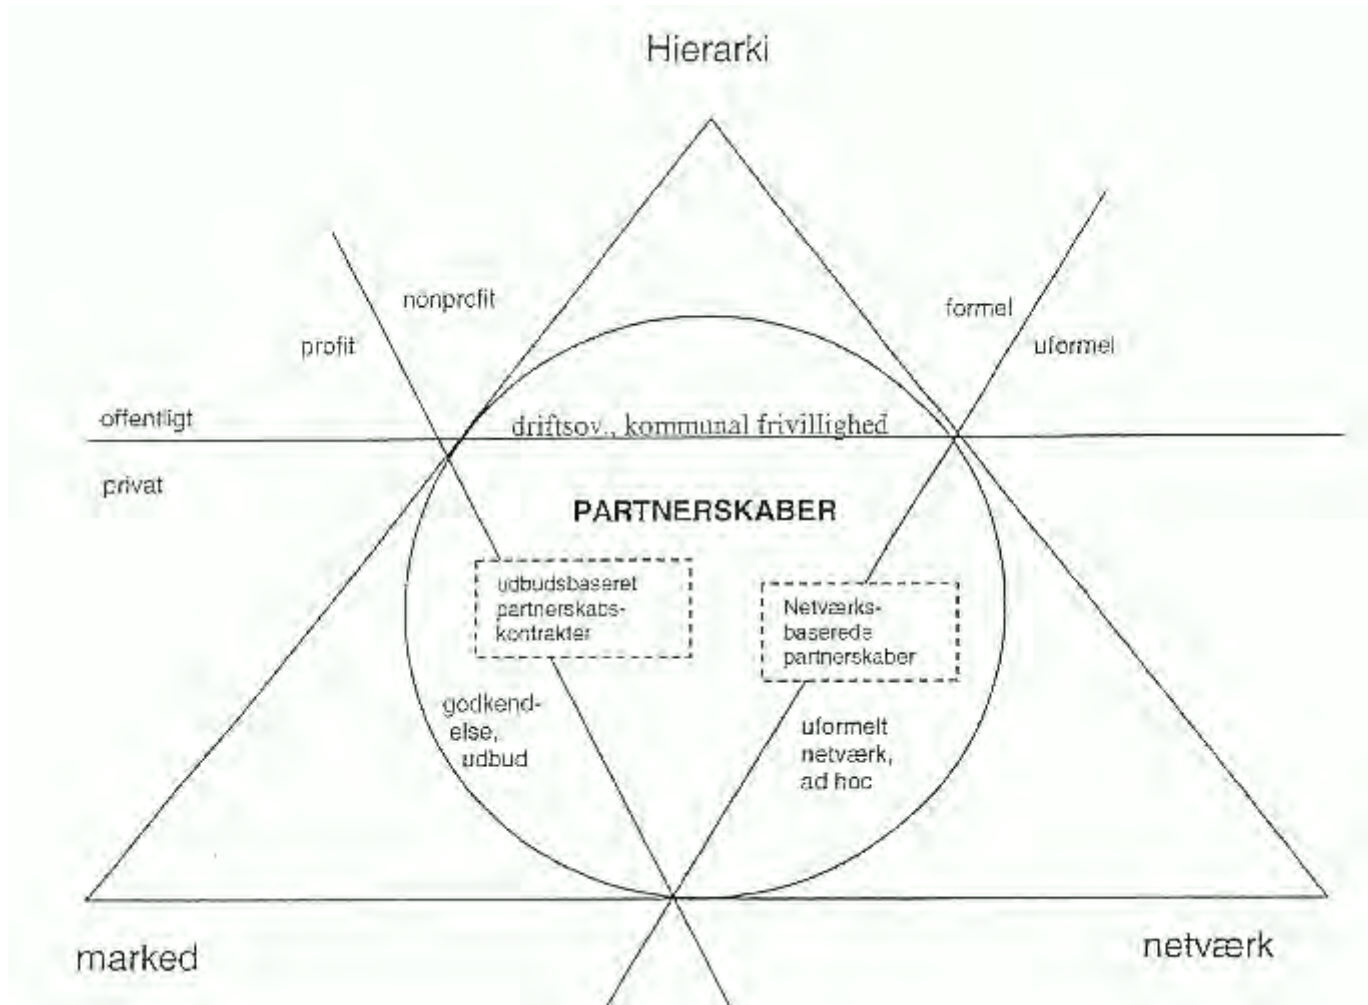 Hierarki
nonprofit
profit
formel
uformel
offentligt
privat
driftsov., kommunal frivillighed
PARTNERSKABER
udbudsbaseret
partnerskabs-
kontrakter
Netværks-
baserede
partnerskaber
godkend-
else,
udbud
uformelt
netværk,
ad hoc
marked
netværk